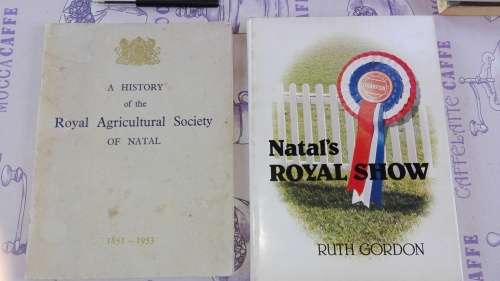 A HISTORY
of the
Royal Agricultural Society
OF NATAL
1851 - 1953
Natal's
ROYAL SHOW
RUTH GORDON
MOCCACAFFE
CAFFELATTE CAFFE